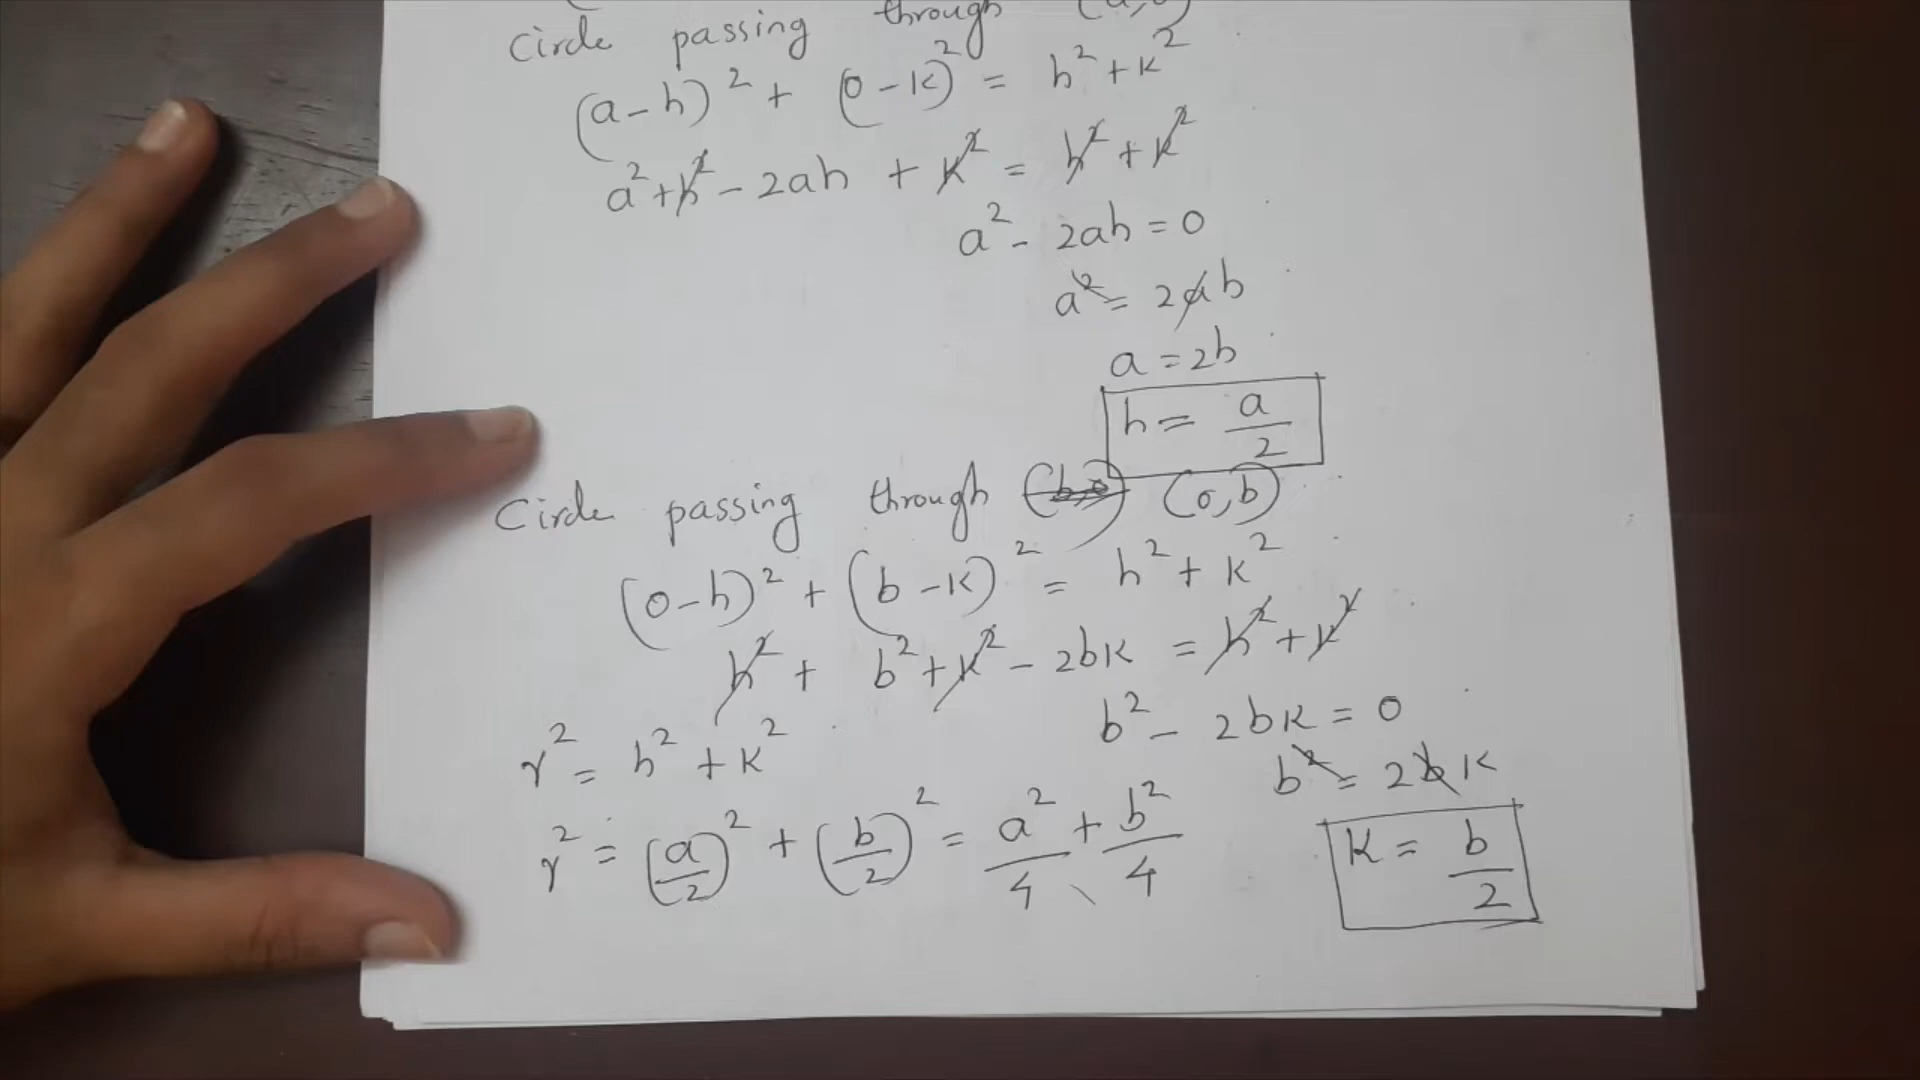 Circle passing through (a,0)
(a-h)² + (0-k)² = h² + k²
a² + h² - 2ah + k² = h² + k²
a² - 2ah = 0
a² = 2ah
a = 2h
h = a/2
Circle passing through (b,0) (0,b)
(0-h)² + (b-k)² = h² + k²
h² + b² + k² - 2bk = h² + k²
b² - 2bk = 0
r² = h² + k²
b² = 2bk
r² = (a/2)² + (b/2)² = a²/4 + b²/4
k = b/2